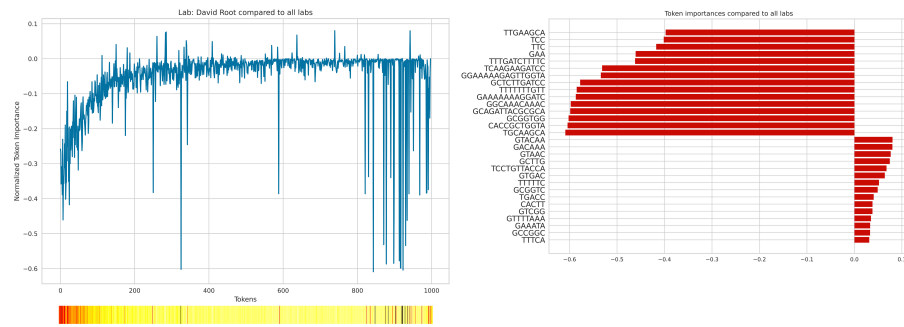 Lab: David Root compared to all labs
Normalized Token Importance
0.1
0.0
−0.1
−0.2
−0.3
−0.4
−0.5
−0.6
0
200
400
600
800
1000
Tokens
Token importances compared to all labs
TTGAAGCA
TCC
TTC
GAA
TTTGATCTTTTC
TCAAGAAGATCC
GGAAAAAGAGTTGGTA
GCTCTTGATCC
TTTTTTTGTT
GAAAAAAAGGATC
GGCAAACAAAC
GCAGATTACGCGCA
GCGGTGG
CACCGCTGGTA
TGCAAGCA
GTACAA
GACAAA
GTAAC
GCTTG
TCCTGTTACCA
GTGAC
TTTTTC
GCGGTC
TGACC
CACTT
GTCGG
GTTTTAAA
GAAATA
GCCGGC
TTTCA
−0.6
−0.5
−0.4
−0.3
−0.2
−0.1
0.0
0.1